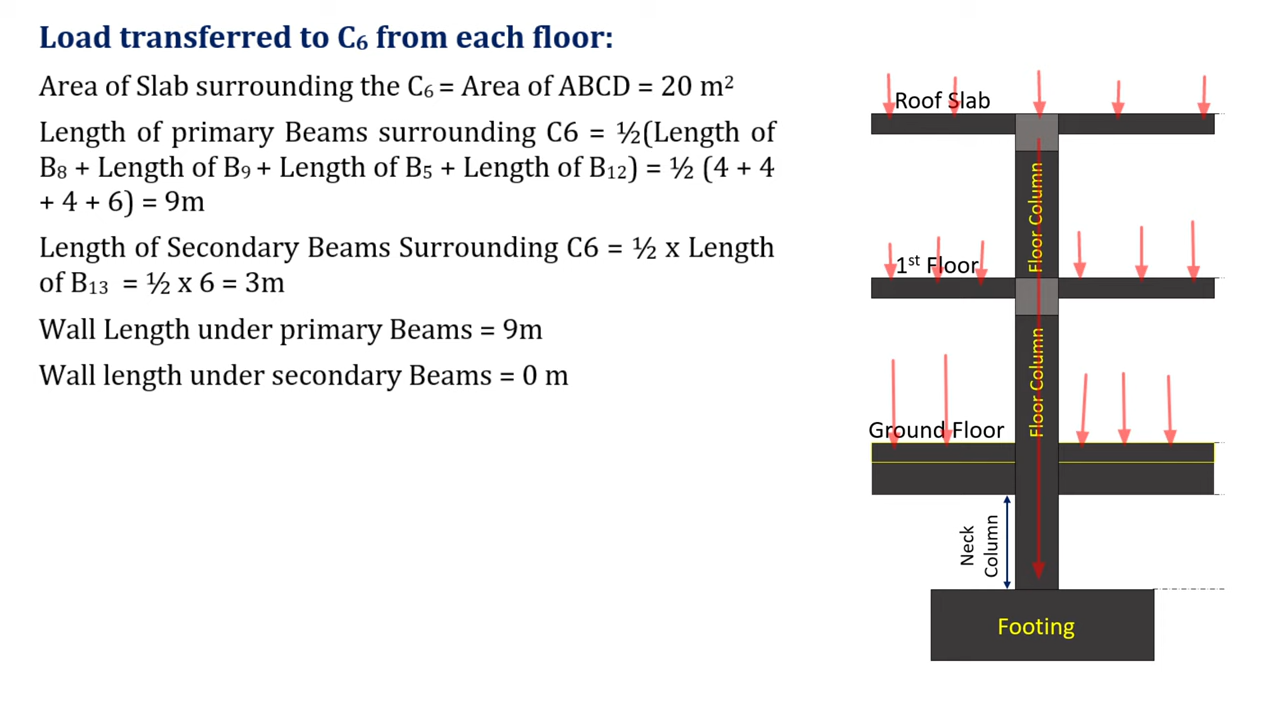 Load transferred to C₆ from each floor:
Area of Slab surrounding the C₆ = Area of ABCD = 20 m²
Length of primary Beams surrounding C6 = ½(Length of
B₈ + Length of B₉ + Length of B₅ + Length of B₁₂) = ½ (4 + 4
+ 4 + 6) = 9m
Length of Secondary Beams Surrounding C6 = ½ x Length
of B₁₃ = ½ x 6 = 3m
Wall Length under primary Beams = 9m
Wall length under secondary Beams = 0 m
Roof Slab
Floor Column
1st Floor
Floor Column
Ground Floor
Neck
Column
Footing